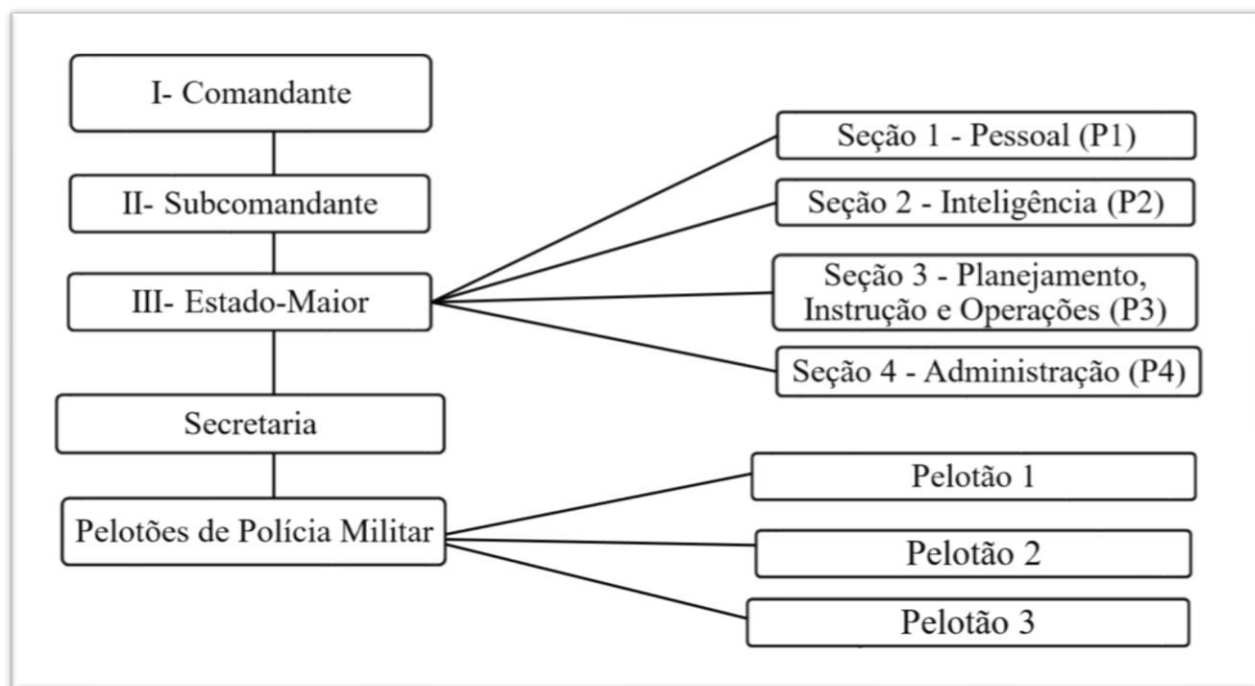 I- Comandante
II- Subcomandante
III- Estado-Maior
Secretaria
Pelotões de Polícia Militar
Seção 1 - Pessoal (P1)
Seção 2 - Inteligência (P2)
Seção 3 - Planejamento,
Instrução e Operações (P3)
Seção 4 - Administração (P4)
Pelotão 1
Pelotão 2
Pelotão 3